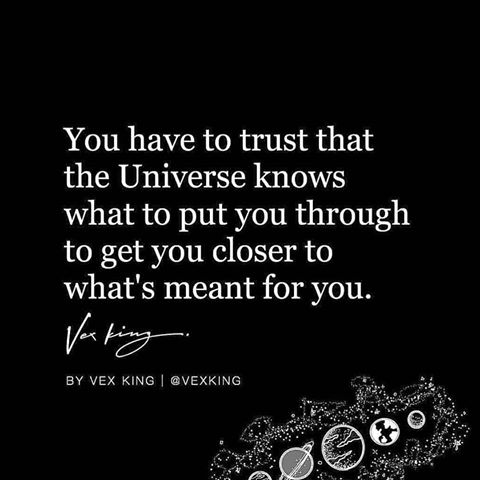 You have to trust that
the Universe knows
what to put you through
to get you closer to
what's meant for you.
Vex King.
BY VEX KING | @VEXKING